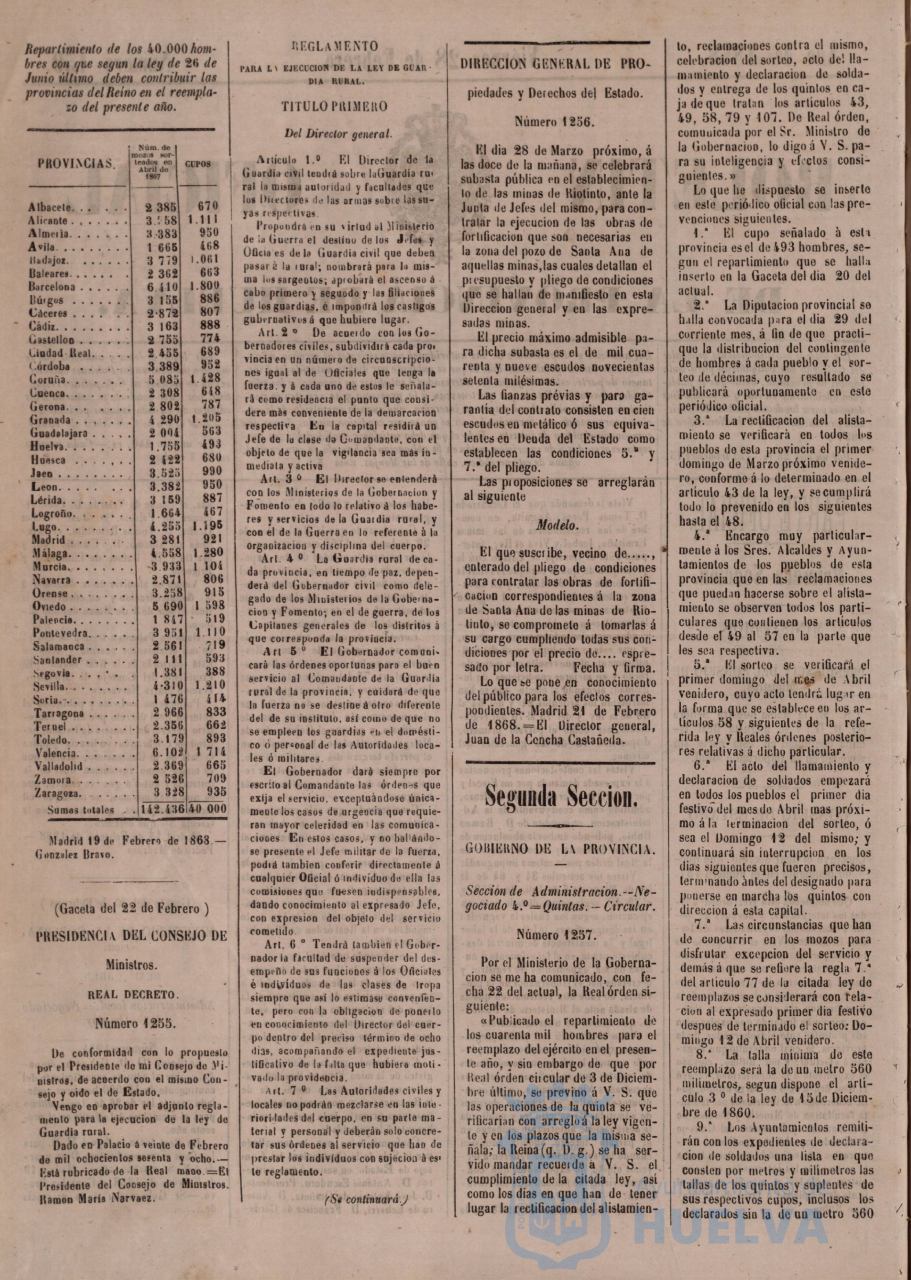 Repartimiento de los 40.000 hom-
bres con que segun la ley de 26 de
Junio último deben contribuir las
provincias del Reino en el reempla-
zo del presente año.
PROVINCIAS. Núm. de mozos sor- teados en Abril de 1867 CUPOS
Albacete. . . . . . 2 385 670
Alicante . . . . . . . 1.111
Almeria. . . . . . . 3.383 950
Avila. . . . . . . . 1 665 468
Badajoz. . . . . . . 3 779 1.061
Baleares. . . . . . 2 362 663
Barcelona . . . . . . 6.410 1.800
Búrgos . . . . . . . 3 155 886
Cáceres . . . . . . . 2·872 807
Cádiz. . . . . . . . 3 163 888
Castellon . . . . . . 2 755 774
Ciudad Real. . . . . 2.455 689
Córdoba . . . . . . . 3.389 952
Coruña. . . . . . . . 5.085 1.428
Cuenca. . . . . . . . 2 308 648
Gerona. . . . . . . . 2 802 787
Granada . . . . . . . 4 290 1.205
Guadalajara . . . . . 2 004 563
Huelva. . . . . . . . 1.755 493
Huesca . . . . . . . 2 422 680
Jaen . . . . . . . . 3.525 990
Leon. . . . . . . . . 3.382 950
Lérida. . . . . . . . 3 159 887
Logroño. . . . . . . 1.664 467
Lugo. . . . . . . . . 4.255 1.195
Madrid . . . . . . . 3 281 921
Málaga. . . . . . . . 4.558 1.280
Murcia. . . . . . . . 3.933 1 104
Navarra . . . . . . . 2.871 806
Orense . . . . . . . 3.258 915
Oviedo . . . . . . . 5 690 1 598
Palencia. . . . . . . 1 847 519
Pontevedra. . . . . . 3 951 1.110
Salamanca . . . . . . 2.561 719
Santander . . . . . . 2 111 593
Segovia. . . . . . . 1.381 388
Sevilla. . . . . . . 4·310 1.210
Soria. . . . . . . . 1 476 414
Tarragona . . . . . . 2 966 833
Teruel . . . . . . . 2.356 662
Toledo. . . . . . . . 3.179 893
Valencia. . . . . . . 6.102 1 714
Valladolid . . . . . 2.369 665
Zamora. . . . . . . . 2 526 709
Zaragoza. . . . . . . 3 328 935
Sumas totales . . 142.436 40 000
Madrid 19 de Febrero de 1868.—
Gonzalez Bravo.
(Gaceta del 22 de Febrero )
PRESIDENCIA DEL CONSEJO DE
Ministros.
REAL DECRETO.
Número 1255.
De conformidad con lo propuesto
por el Presidente de mi Consejo de Mi-
nistros, de acuerdo con el mismo Con-
sejo y oido el de Estado,
Vengo en aprobar el adjunto regla-
mento para la ejecucion de la ley de
Guardia rural.
Dado en Palacio á veinte de Febrero
de mil ochocientos sesenta y ocho.—
Está rubricado de la Real mano.=El
Presidente del Consejo de Ministros.
Ramon María Narvaez.
REGLAMENTO
PARA LA EJECUCION DE LA LEY DE GUAR-
DIA RURAL.
TITULO PRIMERO
Del Director general.
Artículo 1.º El Director de la
Guardia civil tendrá sobre la Guardia ru
ral la misma autoridad y facultades que
los Directores de las armas sobre las su-
yas respectivas.
Propondrá en su virtud al Ministerio
de la Guerra el destino de los Jefes y
Oficia es de la Guardia civil que deben
pasar á la rural; nombrará para la mis-
ma los sargentos; aprobará el ascenso á
cabo primero y segundo y las filiaciones
de los guardias, é impondrá los castigos
gubernativos á que hubiere lugar.
Art. 2º De acuerdo con los Go-
bernadores civiles, subdividirá cada pro
vincia en un número de circunscripcio-
nes igual al de Oficiales que tenga la
fuerza. y á cada uno de estos le señala-
rá como residencia el punto que consi-
dere más conveniente de la demarcacion
respectiva En la capital residirá un
Jefe de la clase de Comandante, con el
objeto de que la vigilancia sea más in-
mediata y activa
Art. 3º El Director se entenderá
con los Ministerios de la Gobernacion y
Fomento en todo lo relativo á los habe-
res y servicios de la Guardia rural, y
con el de la Guerra en lo referente á la
organizacion y disciplina del cuerpo.
Art. 4º La Guardia rural de ca-
da provincia, en tiempo de paz, depen-
derá del Gobernador civil como dele-
gado de los Ministerios de la Goberna-
cion y Fomento; en el de guerra, de los
Capitanes generales de los distritos á
que corresponda la provincia.
Art 5º El Gobernador comuni-
cará las órdenes oportunas para el buen
servicio al Comandante de la Guardia
rural de la provincia, y cuidará de que
la fuerza no se destine á otro diferente
del de su instituto, así como de que no
se empleen los guardias en el domésti-
co ó personal de las Autoridades loca-
les ó militares.
El Gobernador dará siempre por
escrito al Comandante las órdenes que
exija el servicio, exceptuándose única-
mente los casos de urgencia que requie-
ran mayor celeridad en las comunica-
ciones En estos casos, y no hallándo-
se presente el Jefe militar de la fuerza,
podrá tambien conferir directamente á
cualquier Oficial ó individuo de ella las
comisiones que fuesen indispensables,
dando conocimiento al expresado Jefe,
con expresion del objeto del servicio
cometido.
Art. 6º Tendrá tambien el Gober-
nador la facultad de suspender del des-
empeño de sus funciones á los Oficiales
é individuos de las clases de tropa
siempre que así lo estimase convenien-
te, pero con la obligacion de ponerlo
en conocimiento del Director del cuer-
po dentro del preciso término de ocho
dias, acompañando el expediente jus-
tificativo de la falta que hubiera moti-
vado la providencia.
Art. 7º Las Autoridades civiles y
locales no podrán mezclarse en las inte-
rioridades del cuerpo, en su parte ma-
terial y personal y deberán solo concre-
tar sus órdenes al servicio que han de
prestar los individuos con sujecion á es-
te reglamento.
(Se continuará.)
DIRECCION GENERAL DE PRO-
piedades y Derechos del Estado.
Número 1256.
El dia 28 de Marzo próximo, á
las doce de la mañana, se celebrará
subasta pública en el establecimien-
to de las minas de Riotinto, ante la
Junta de Jefes del mismo, para con-
tratar la ejecucion de las obras de
fortificacion que son necesarias en
la zona del pozo de Santa Ana de
aquellas minas, las cuales detallan el
presupuesto y pliego de condiciones
que se hallan de manifiesto en esta
Direccion general y en las expre-
sadas minas.
El precio máximo admisible pa-
ra dicha subasta es el de mil cua-
renta y nueve escudos novecientas
setenta milésimas.
Las fianzas prévias y para ga-
rantía del contrato consisten en cien
escudos en metálico ó sus equiva-
lentes en Deuda del Estado como
establecen las condiciones 5.ª y
7.ª del pliego.
Las proposiciones se arreglarán
al siguiente
Modelo.
El que suscribe, vecino de.....,
enterado del pliego de condiciones
para contratar las obras de fortifi-
cacion correspondientes á la zona
de Santa Ana de las minas de Rio-
tinto, se compromete á tomarlas á
su cargo cumpliendo todas sus con-
diciones por el precio de.... espre-
sado por letra. Fecha y firma.
Lo que se pone en conocimiento
del público para los efectos corres-
pondientes. Madrid 21 de Febrero
de 1868.=El Director general,
Juan de la Concha Castañeda.
Segunda Seccion.
GOBIERNO DE LA PROVINCIA.
Seccion de Administracion.--Ne-
gociado 4.º=Quintas.—Circular.
Número 1257.
Por el Ministerio de la Goberna-
cion se me ha comunicado, con fe-
cha 22 del actual, la Real órden si-
guiente:
«Publicado el repartimiento de
los cuarenta mil hombres para el
reemplazo del ejército en el presen-
te año, y sin embargo de que por
Real órden circular de 3 de Diciem-
bre último, se previno á V. S. que
las operaciones de la quinta se ve-
rificarian con arreglo á la ley vigen-
te y en los plazos que la misma se-
ñala; la Reina (q. D. g.) se ha ser-
vido mandar recuerde á V. S. el
cumplimiento de la citada ley, asi
como los dias en que han de tener
lugar la rectificacion del alistamien-
to, reclamaciones contra el mismo,
celebracion del sorteo, acto del lla-
mamiento y declaracion de solda-
dos y entrega de los quintos en ca-
ja de que tratan los articulos 43,
49, 58, 79 y 107. De Real órden,
comunicada por el Sr. Ministro de
la Gobernacion, lo digo á V. S. pa-
ra su inteligencia y efectos consi-
guientes.»
Lo que he dispuesto se inserte
en este periódico oficial con las pre-
venciones siguientes.
1.ª El cupo señalado á esta
provincia es el de 493 hombres, se-
gun el repartimiento que se halla
inserto en la Gaceta del dia 20 del
actual.
2.ª La Diputacion provincial se
halla convocada para el dia 29 del
corriente mes, á fin de que practi-
que la distribucion del contingente
de hombres á cada pueblo y el sor-
teo de décimas, cuyo resultado se
publicará oportunamente en este
periódico oficial.
3.ª La rectificacion del alista-
miento se verificará en todos los
pueblos de esta provincia el primer
domingo de Marzo próximo venide-
ro, conforme á lo determinado en el
articulo 43 de la ley, y se cumplirá
todo lo prevenido en los siguientes
hasta el 48.
4.ª Encargo muy particular-
mente á los Sres. Alcaldes y Ayun-
tamientos de los pueblos de esta
provincia que en las reclamaciones
que puedan hacerse sobre el alista-
miento se observen todos los parti-
culares que contienen los articulos
desde el 49 al 57 en la parte que
les sea respectiva.
5.ª El sorteo se verificará el
primer domingo del mes de Abril
venidero, cuyo acto tendrá lugar en
la forma que se establece en los ar-
tículos 58 y siguientes de la refe-
rida ley y Reales órdenes posterio-
res relativas á dicho particular.
6.ª El acto del llamamiento y
declaracion de soldados empezará
en todos los pueblos el primer dia
festivo del mes de Abril mas próxi-
mo á la terminacion del sorteo, ó
sea el Domingo 12 del mismo; y
continuará sin interrupcion en los
dias siguientes que fueren precisos,
terminando ántes del designado para
ponerse en marcha los quintos con
direccion á esta capital.
7.ª Las circunstancias que han
de concurrir en los mozos para
disfrutar excepcion del servicio y
demás á que se refiere la regla 7.ª
del articulo 77 de la citada ley de
reemplazos se considerará con rela-
cion al expresado primer dia festivo
despues de terminado el sorteo: Do-
mingo 12 de Abril venidero.
8.ª La talla mínima de este
reemplazo será la de un metro 560
milimetros, segun dispone el artí-
culo 3º de la ley de 15 de Diciem-
bre de 1860.
9.ª Los Ayuntamientos remiti-
rán con los expedientes de declara-
cion de soldados una lista en que
consten por metros y milímetros las
tallas de los quintos y suplentes de
sus respectivos cupos, inclusos los
declarados sin la de un metro 560
HUELVA